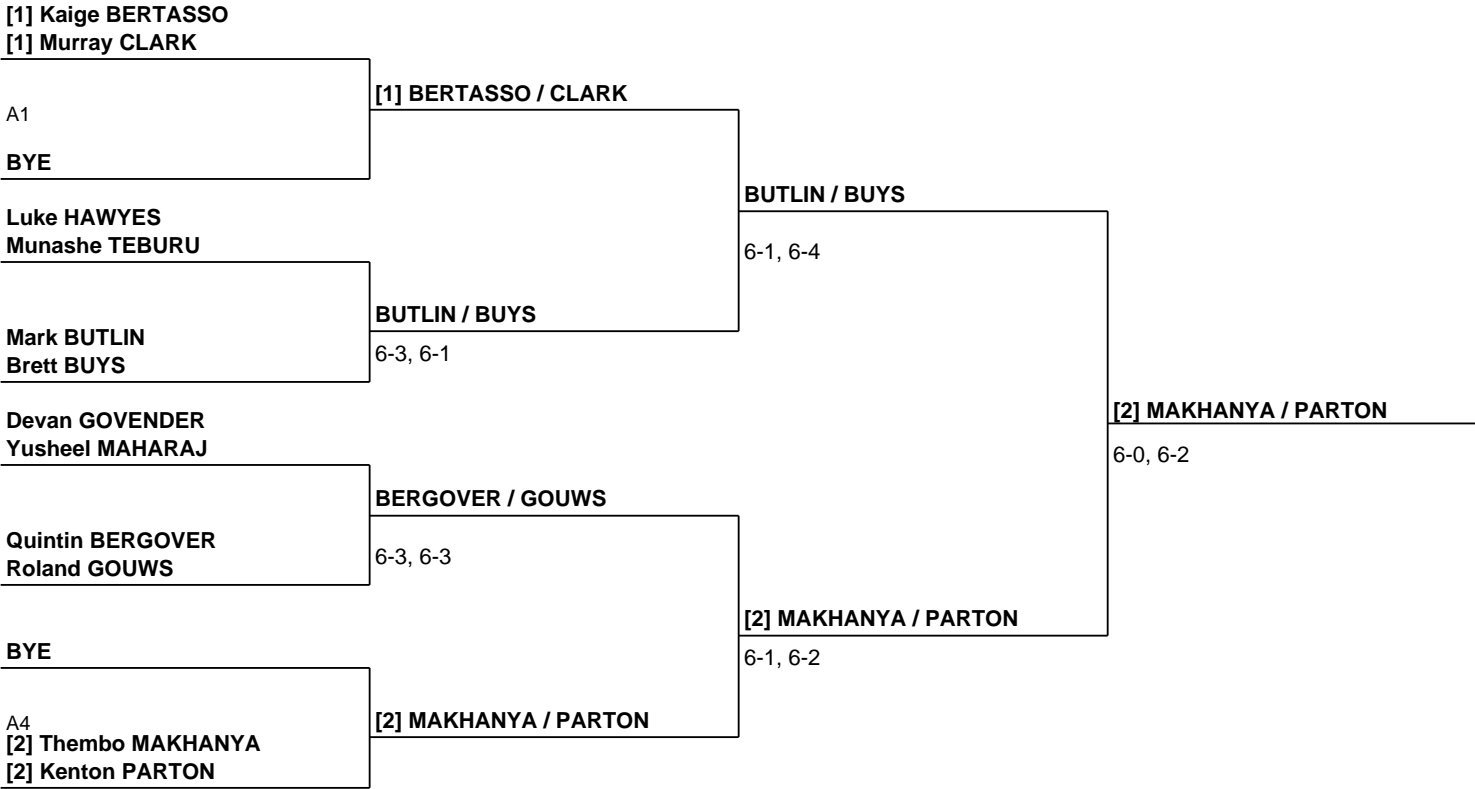 [1] Kaige BERTASSO
[1] Murray CLARK
A1
BYE
[1] BERTASSO / CLARK
Luke HAWYES
Munashe TEBURU
Mark BUTLIN
Brett BUYS
BUTLIN / BUYS
6-3, 6-1
BUTLIN / BUYS
6-1, 6-4
Devan GOVENDER
Yusheel MAHARAJ
Quintin BERGOVER
Roland GOUWS
BERGOVER / GOUWS
6-3, 6-3
BYE
A4
[2] Thembo MAKHANYA
[2] Kenton PARTON
[2] MAKHANYA / PARTON
[2] MAKHANYA / PARTON
6-1, 6-2
[2] MAKHANYA / PARTON
6-0, 6-2